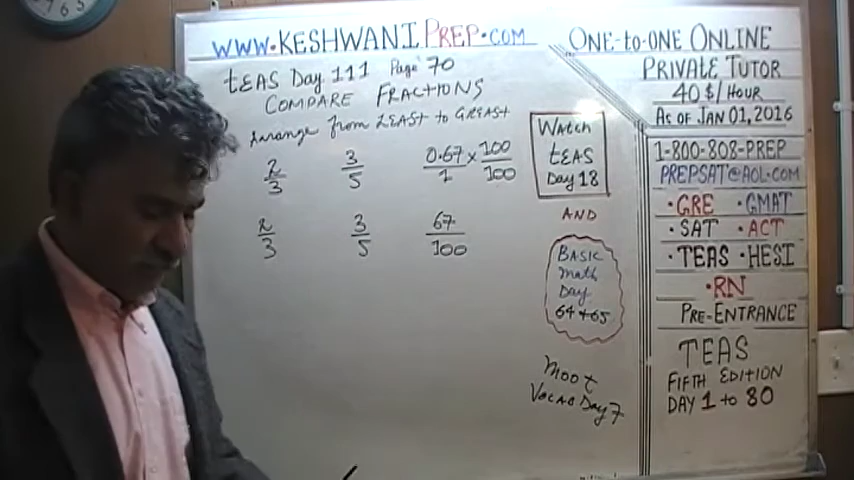 WWW.KESHWANIPREP.COM
TEAS Day 111 Page 70
COMPARE FRACTIONS
Arrange from LEAST to GREAST
2/3 3/5 0.67/1 x 100/100
2/3 3/5 67/100
Watch
TEAS
Day 18
AND
BASIC
Math
Day
64+65
MOOT
VOCAB Day 7
ONE-to-ONE ONLINE
PRIVATE TUTOR
40 $/HOUR
AS OF JAN 01, 2016
1-800-808-PREP
PREPSAT@AOL.COM
•GRE •GMAT
•SAT •ACT
•TEAS •HESI
•RN
PRE-ENTRANCE
TEAS
FIFTH EDITION
DAY 1 to 80